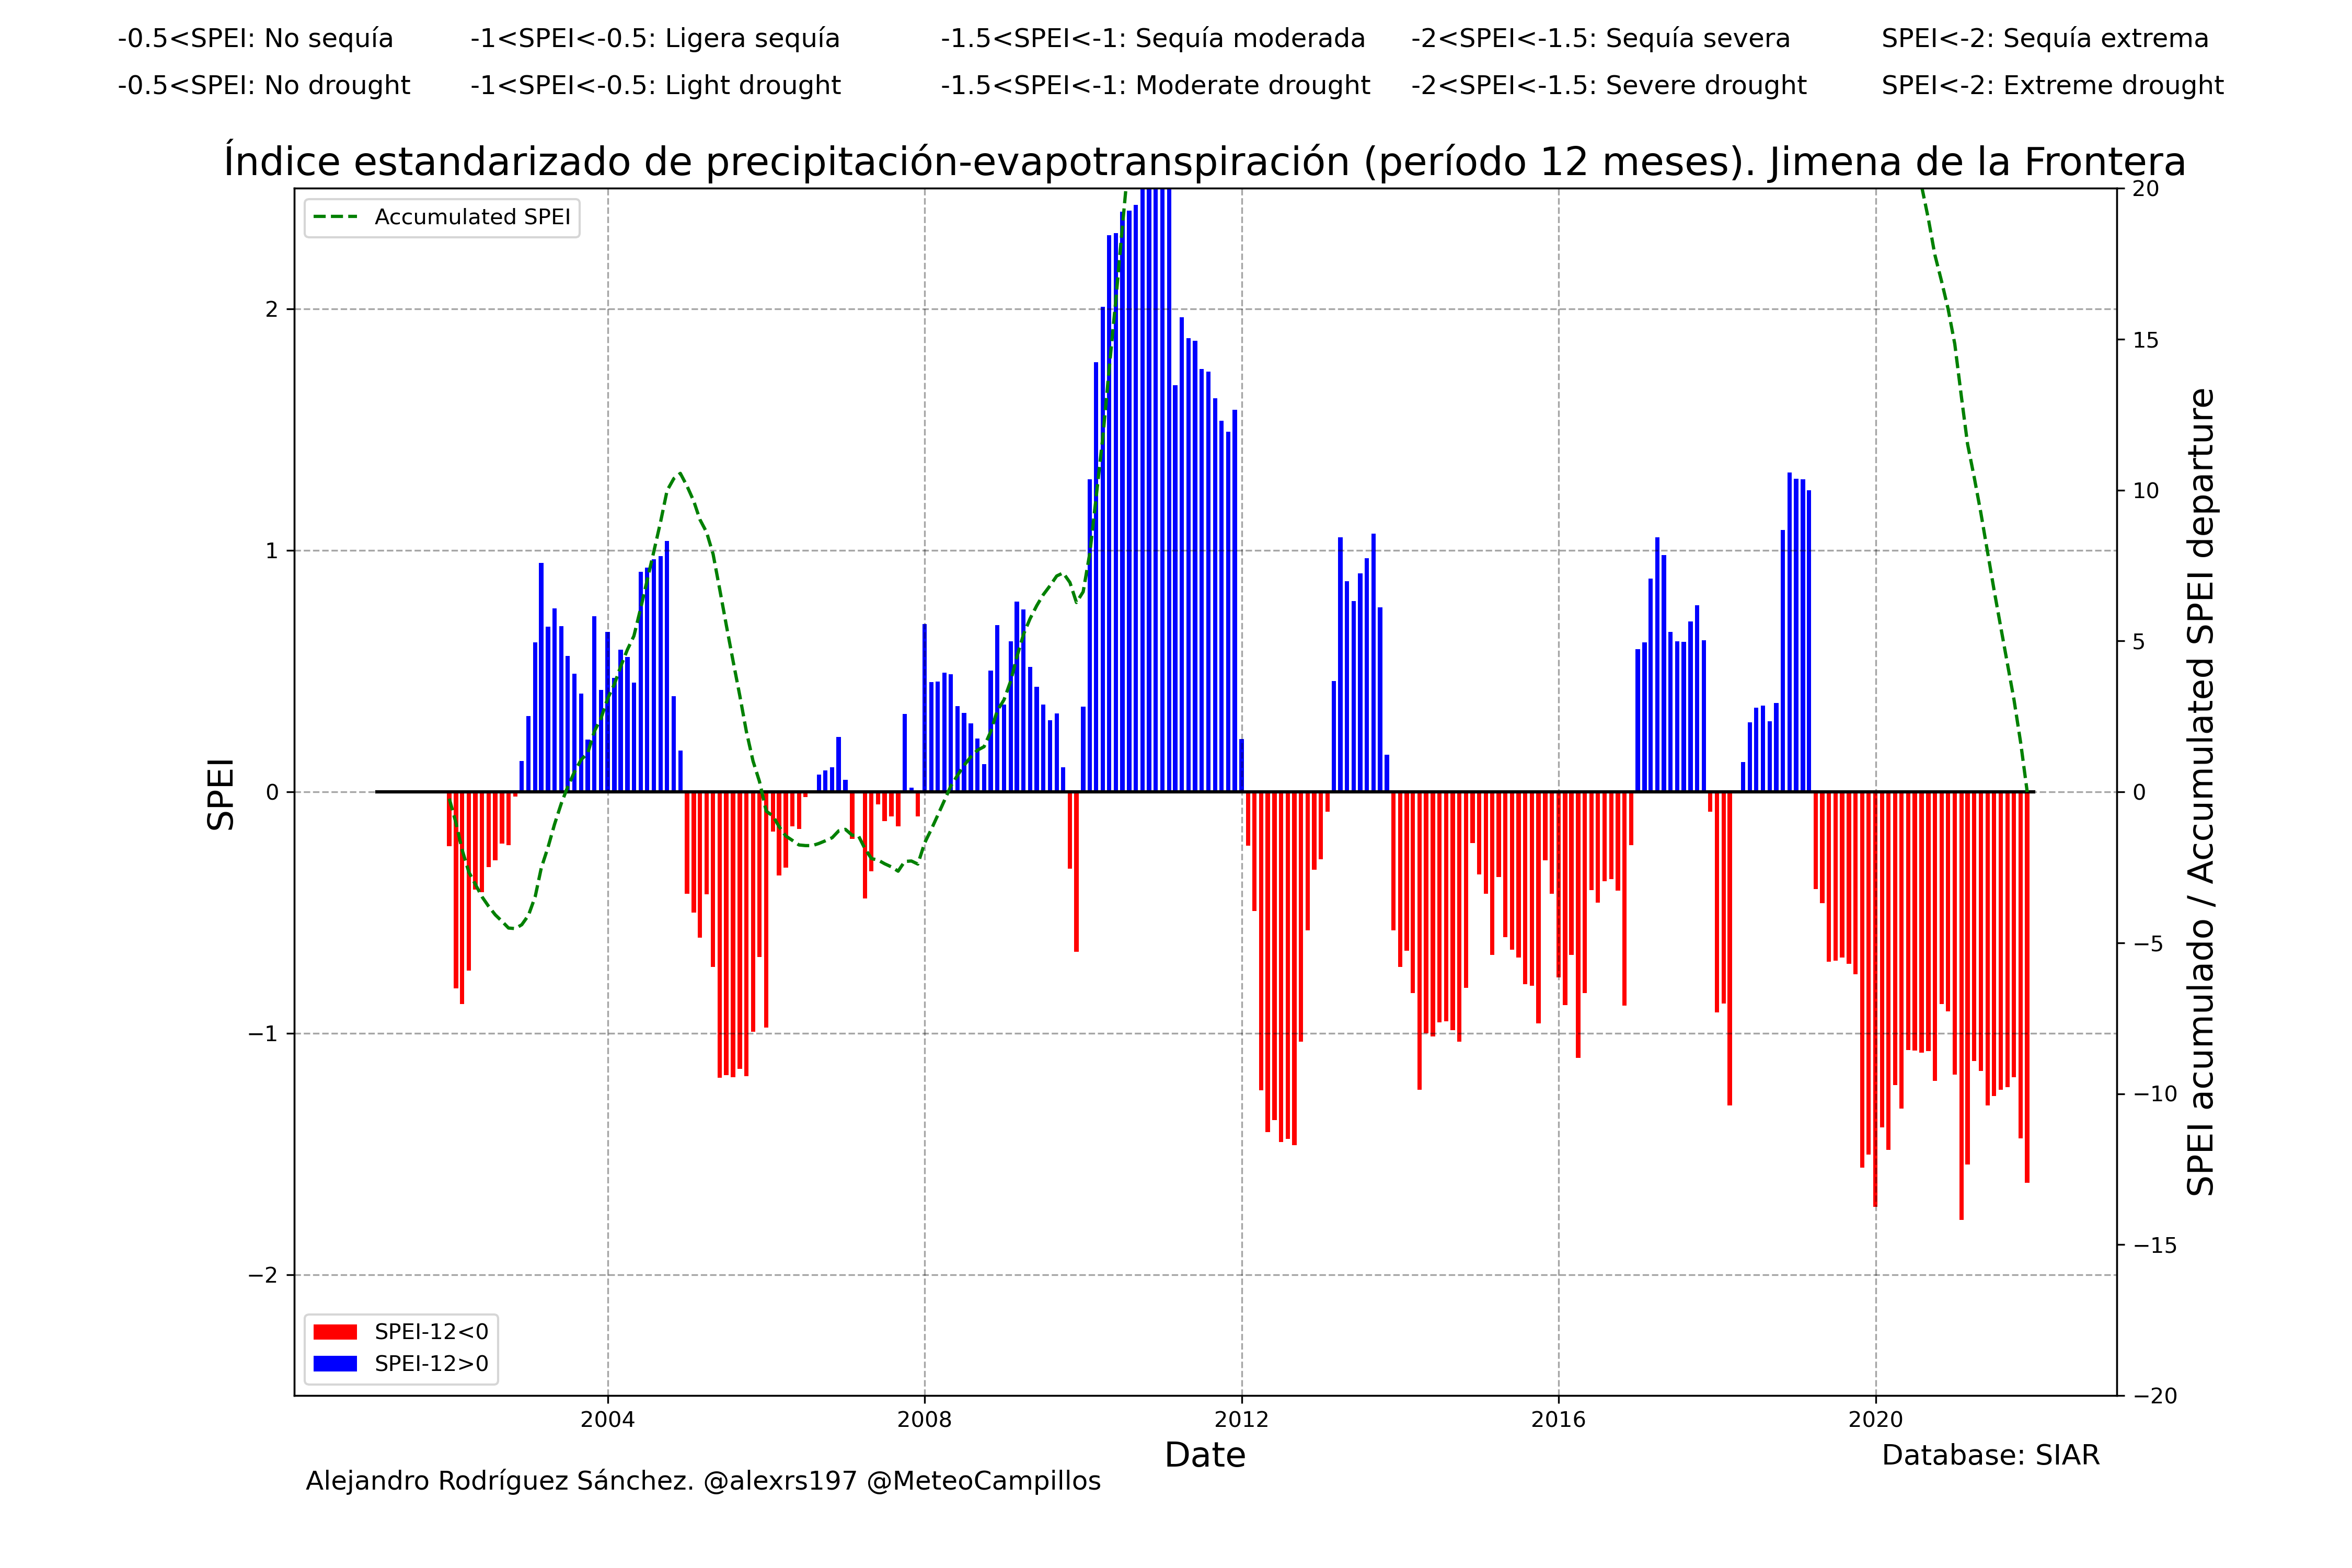 -0.5<SPEI: No sequía -1<SPEI<-0.5: Ligera sequía -1.5<SPEI<-1: Sequía moderada -2<SPEI<-1.5: Sequía severa SPEI<-2: Sequía extrema
-0.5<SPEI: No drought -1<SPEI<-0.5: Light drought -1.5<SPEI<-1: Moderate drought -2<SPEI<-1.5: Severe drought SPEI<-2: Extreme drought
Índice estandarizado de precipitación-evapotranspiración (período 12 meses). Jimena de la Frontera
Accumulated SPEI
SPEI
2
1
0
−1
−2
20
15
10
5
0
−5
−10
−15
−20
SPEI acumulado / Accumulated SPEI departure
SPEI-12<0
SPEI-12>0
2004 2008 2012 2016 2020
Date
Database: SIAR
Alejandro Rodríguez Sánchez. @alexrs197 @MeteoCampillos